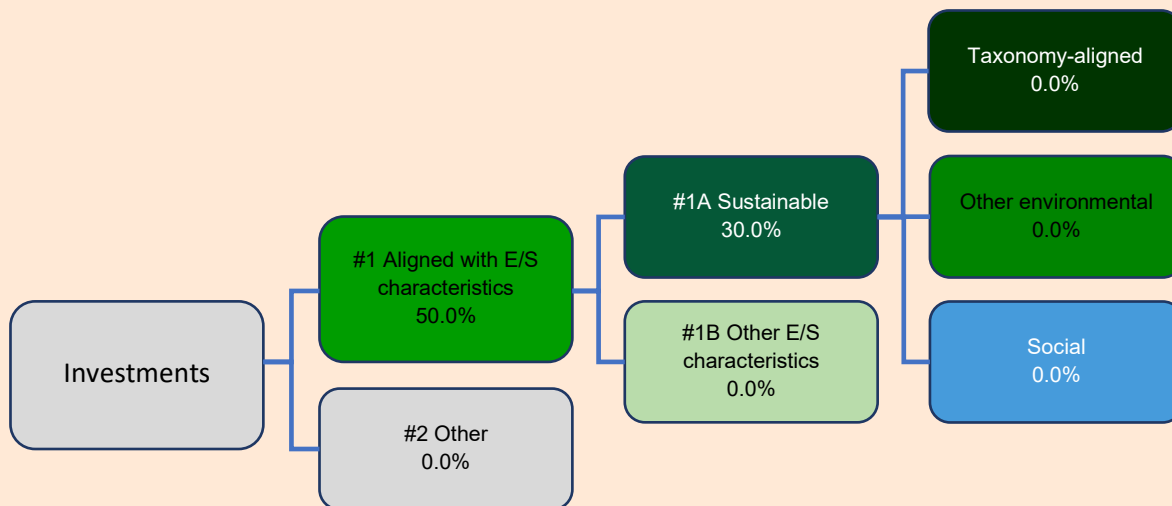 Investments
#1 Aligned with E/S
characteristics
50.0%
#2 Other
0.0%
#1A Sustainable
30.0%
#1B Other E/S
characteristics
0.0%
Taxonomy-aligned
0.0%
Other environmental
0.0%
Social
0.0%